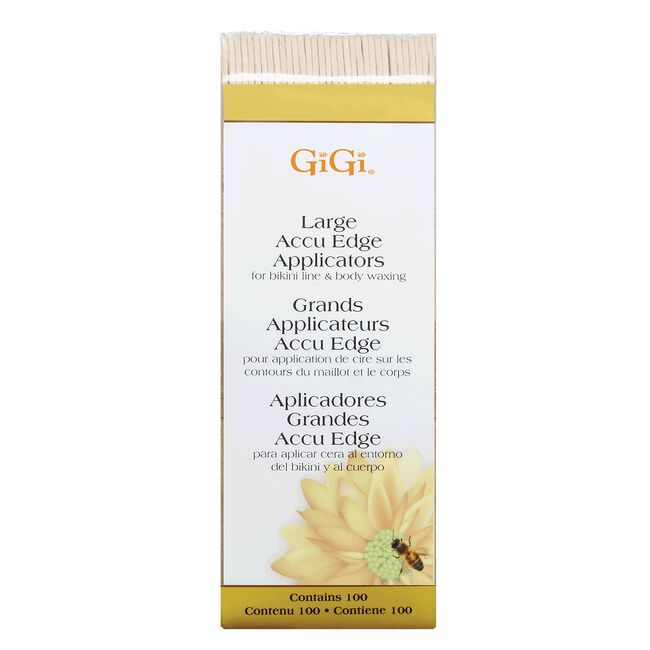 GiGi®
Large
Accu Edge
Applicators
for bikini line & body waxing
Grands
Applicateurs
Accu Edge
pour application de cire sur les
contours du maillot et le corps
Aplicadores
Grandes
Accu Edge
para aplicar cera al entorno
del bikini y al cuerpo
Contains 100
Contenu 100 • Contiene 100